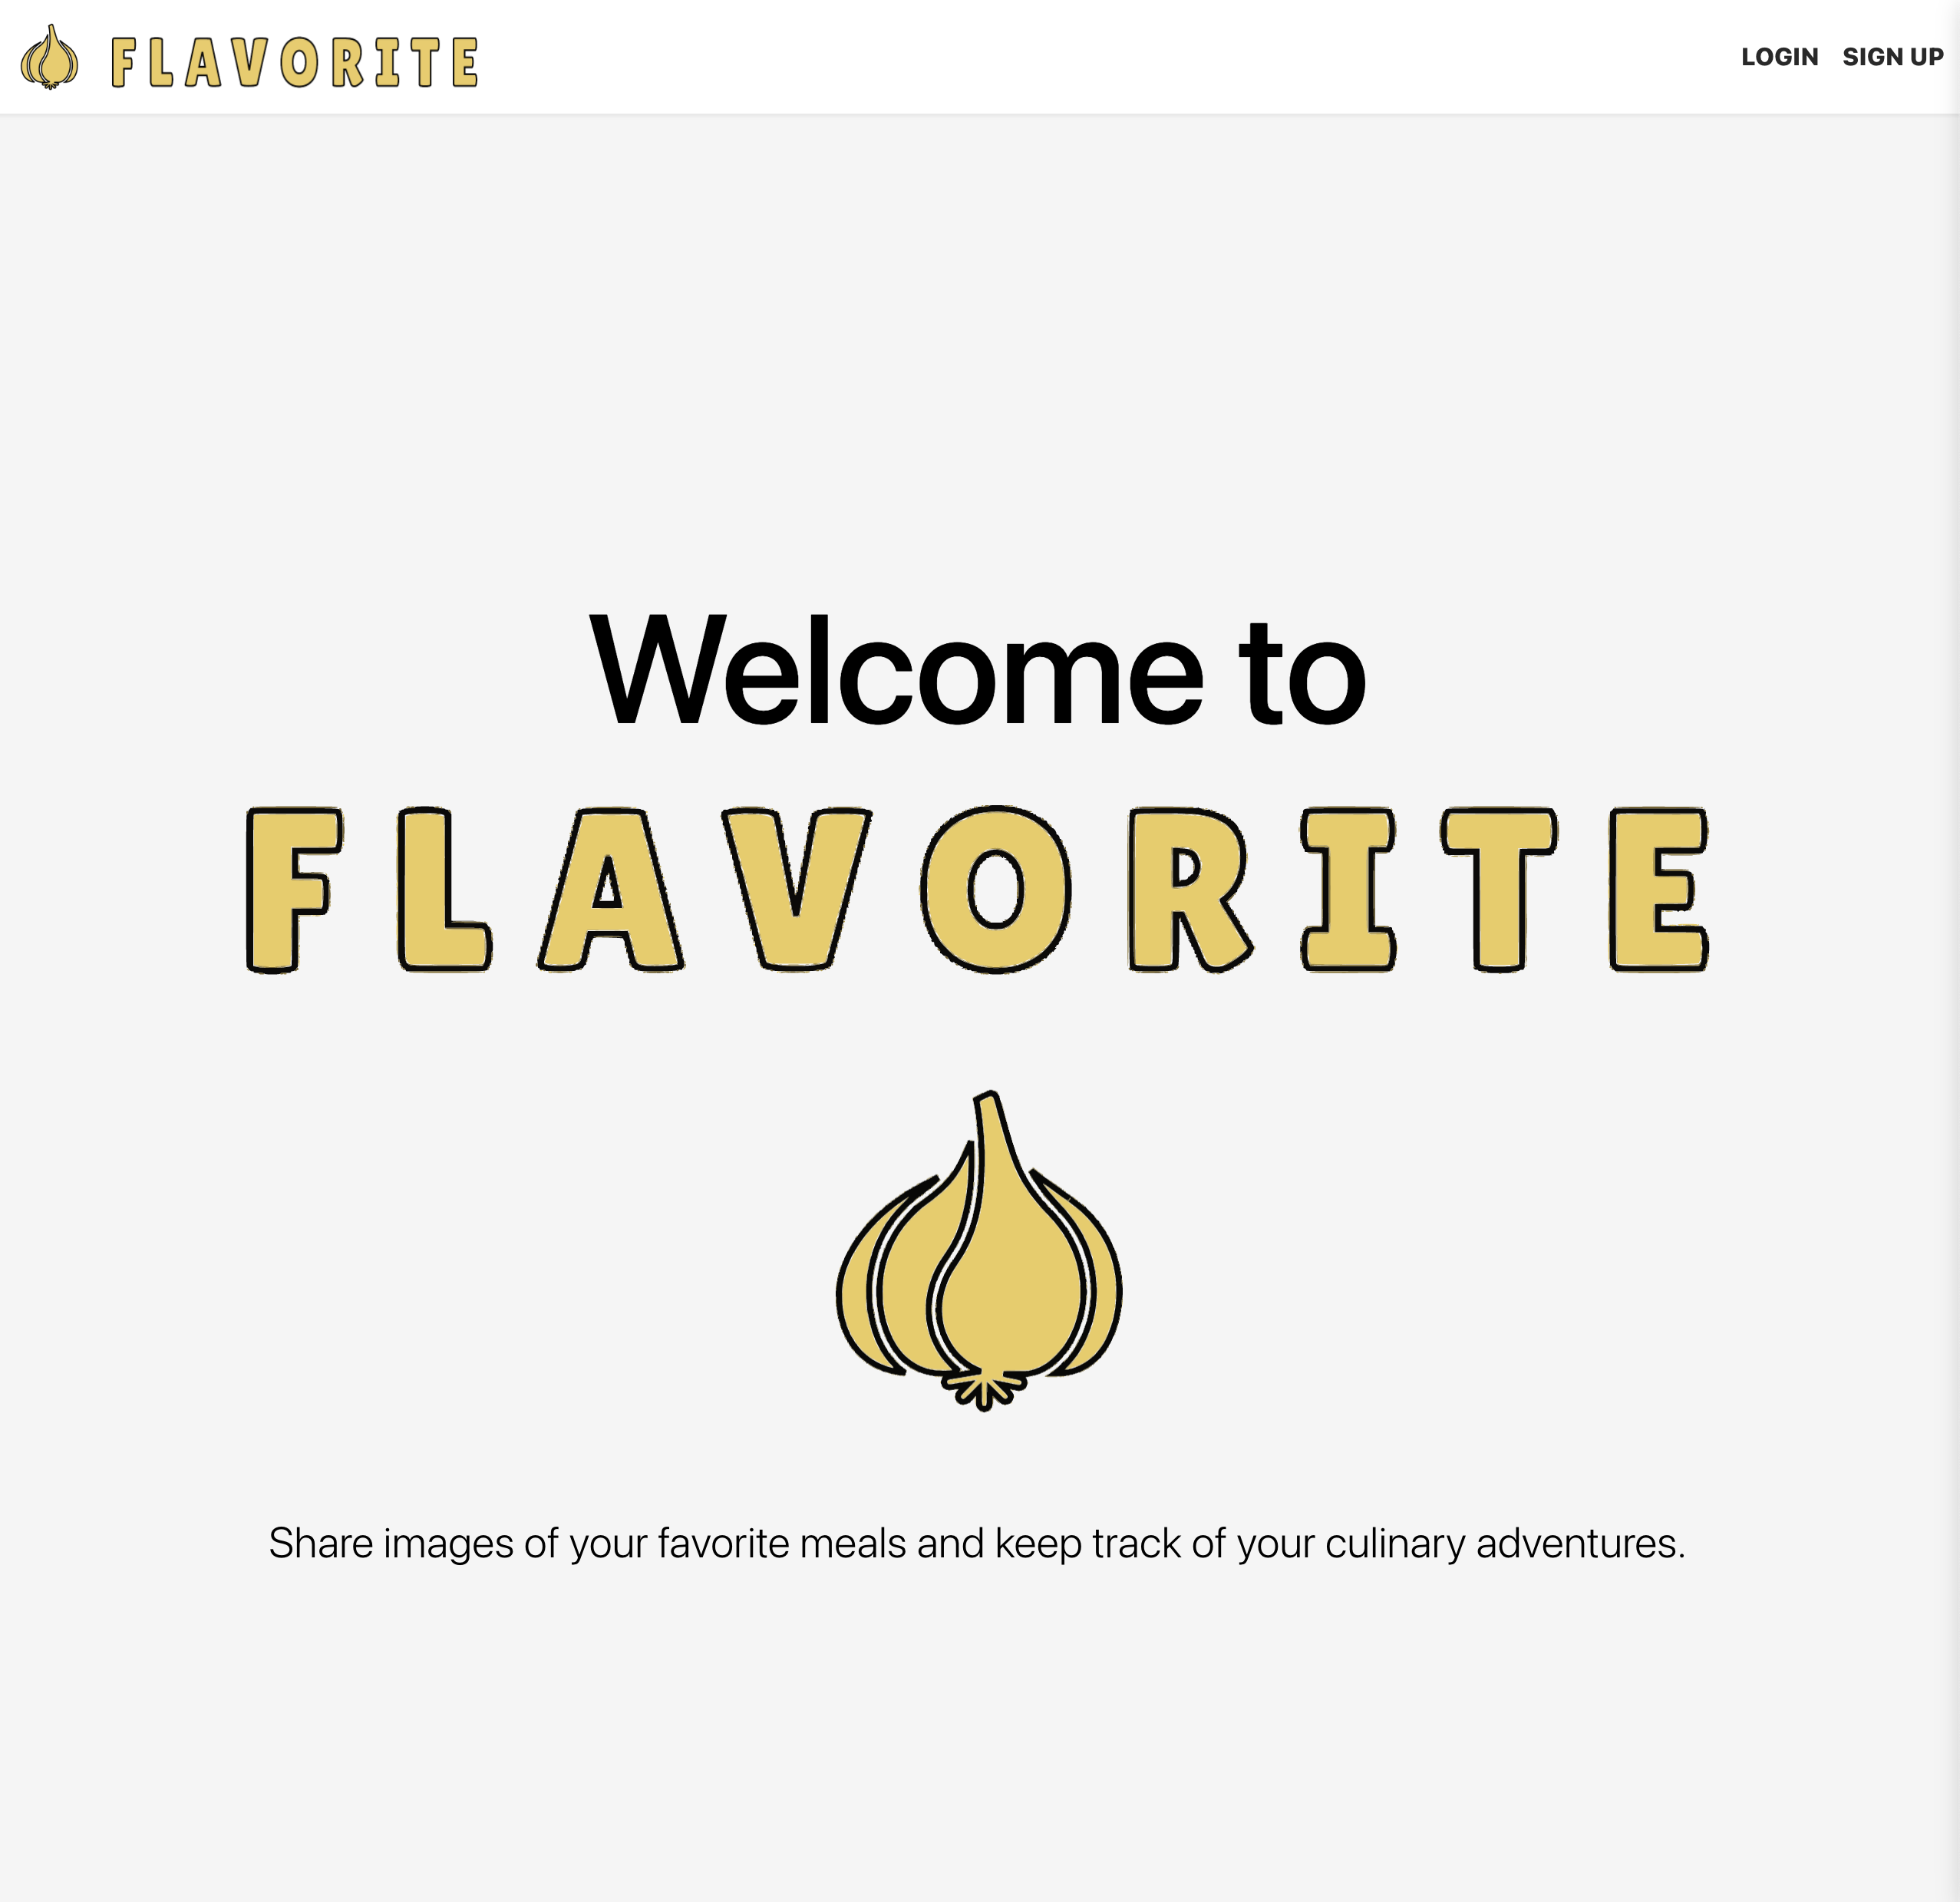 FLAVORITE
LOGIN SIGN UP
Welcome to
FLAVORITE
Share images of your favorite meals and keep track of your culinary adventures.